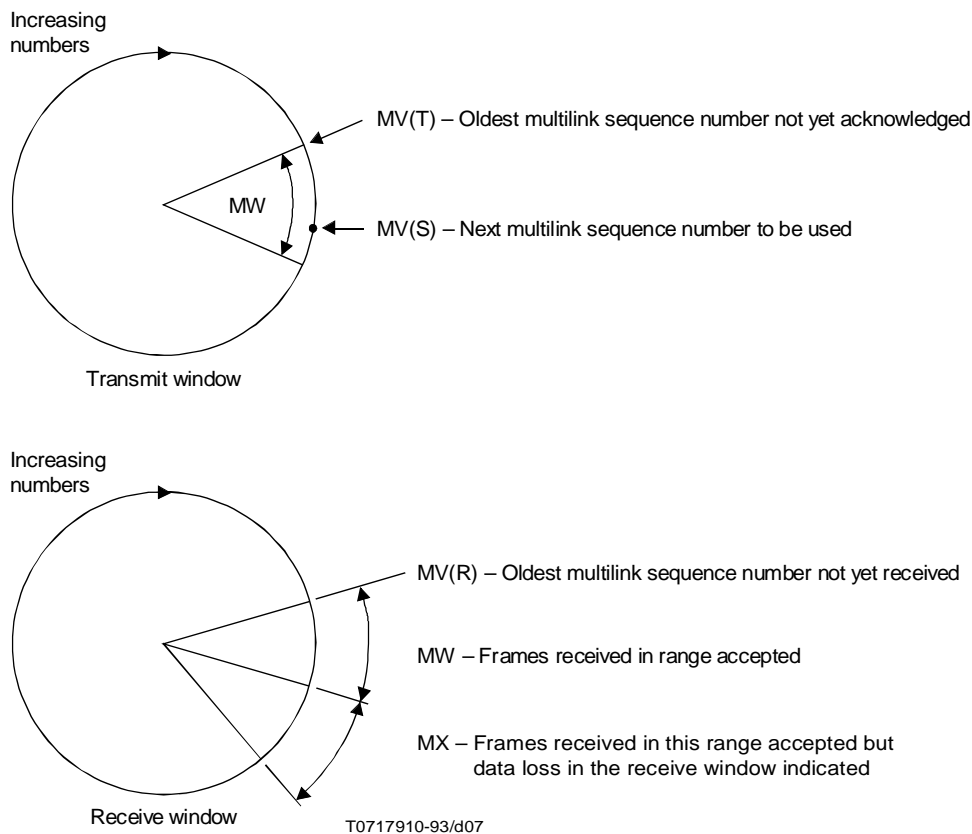 Increasing
numbers
MV(T) – Oldest multilink sequence number not yet acknowledged
MW
MV(S) – Next multilink sequence number to be used
Transmit window
Increasing
numbers
MV(R) – Oldest multilink sequence number not yet received
MW – Frames received in range accepted
MX – Frames received in this range accepted but
data loss in the receive window indicated
Receive window
T0717910-93/d07